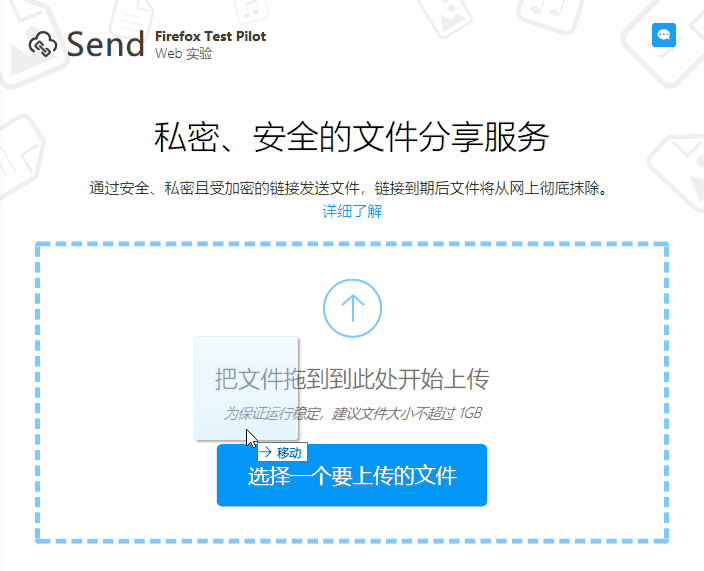 Send
Firefox Test Pilot
Web 实验
私密、安全的文件分享服务
通过安全、私密且受加密的链接发送文件，链接到期后文件将从网上彻底抹除。
详细了解
把文件拖到到此处开始上传
为保证运行稳定，建议文件大小不超过 1GB
移动
选择一个要上传的文件